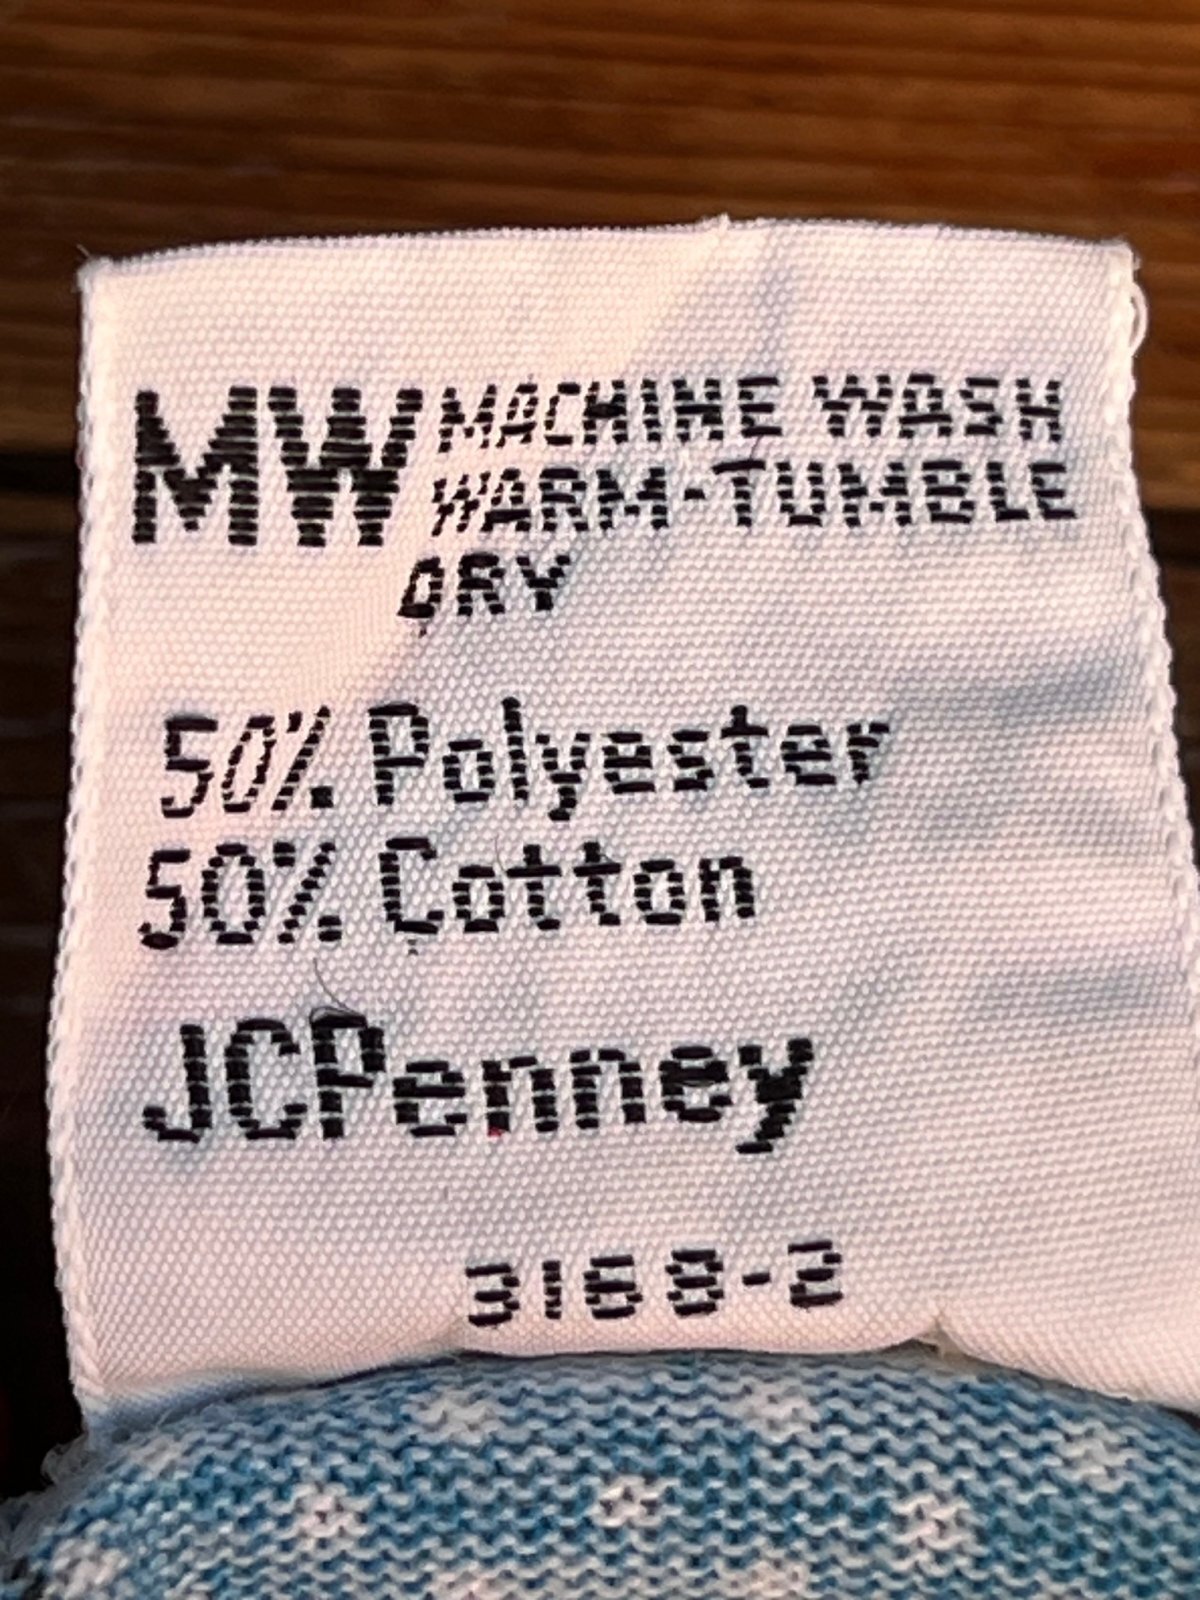 MW MACHINE WASH
WARM-TUMBLE
DRY
50% Polyester
50% Cotton
JCPenney
3168-2